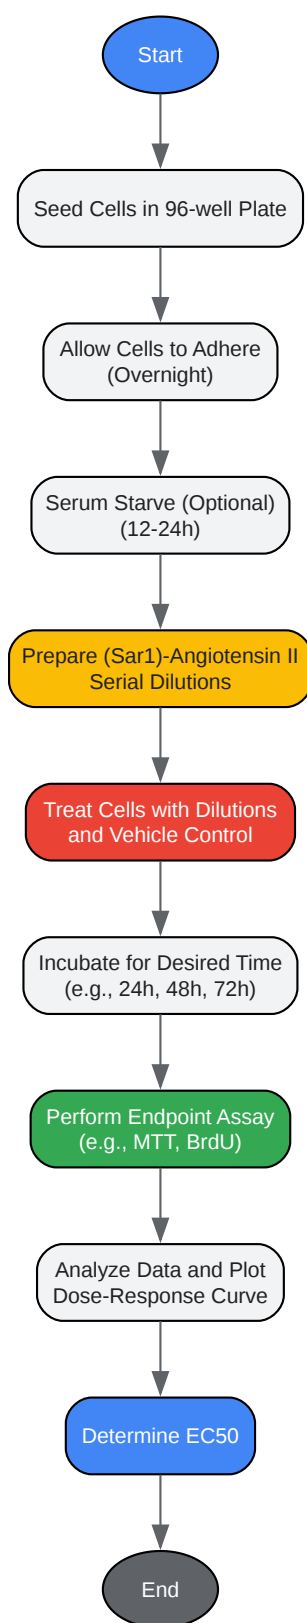 Start
Seed Cells in 96-well Plate
Allow Cells to Adhere
(Overnight)
Serum Starve (Optional)
(12-24h)
Prepare (Sar1)-Angiotensin II
Serial Dilutions
Treat Cells with Dilutions
and Vehicle Control
Incubate for Desired Time
(e.g., 24h, 48h, 72h)
Perform Endpoint Assay
(e.g., MTT, BrdU)
Analyze Data and Plot
Dose-Response Curve
Determine EC50
End